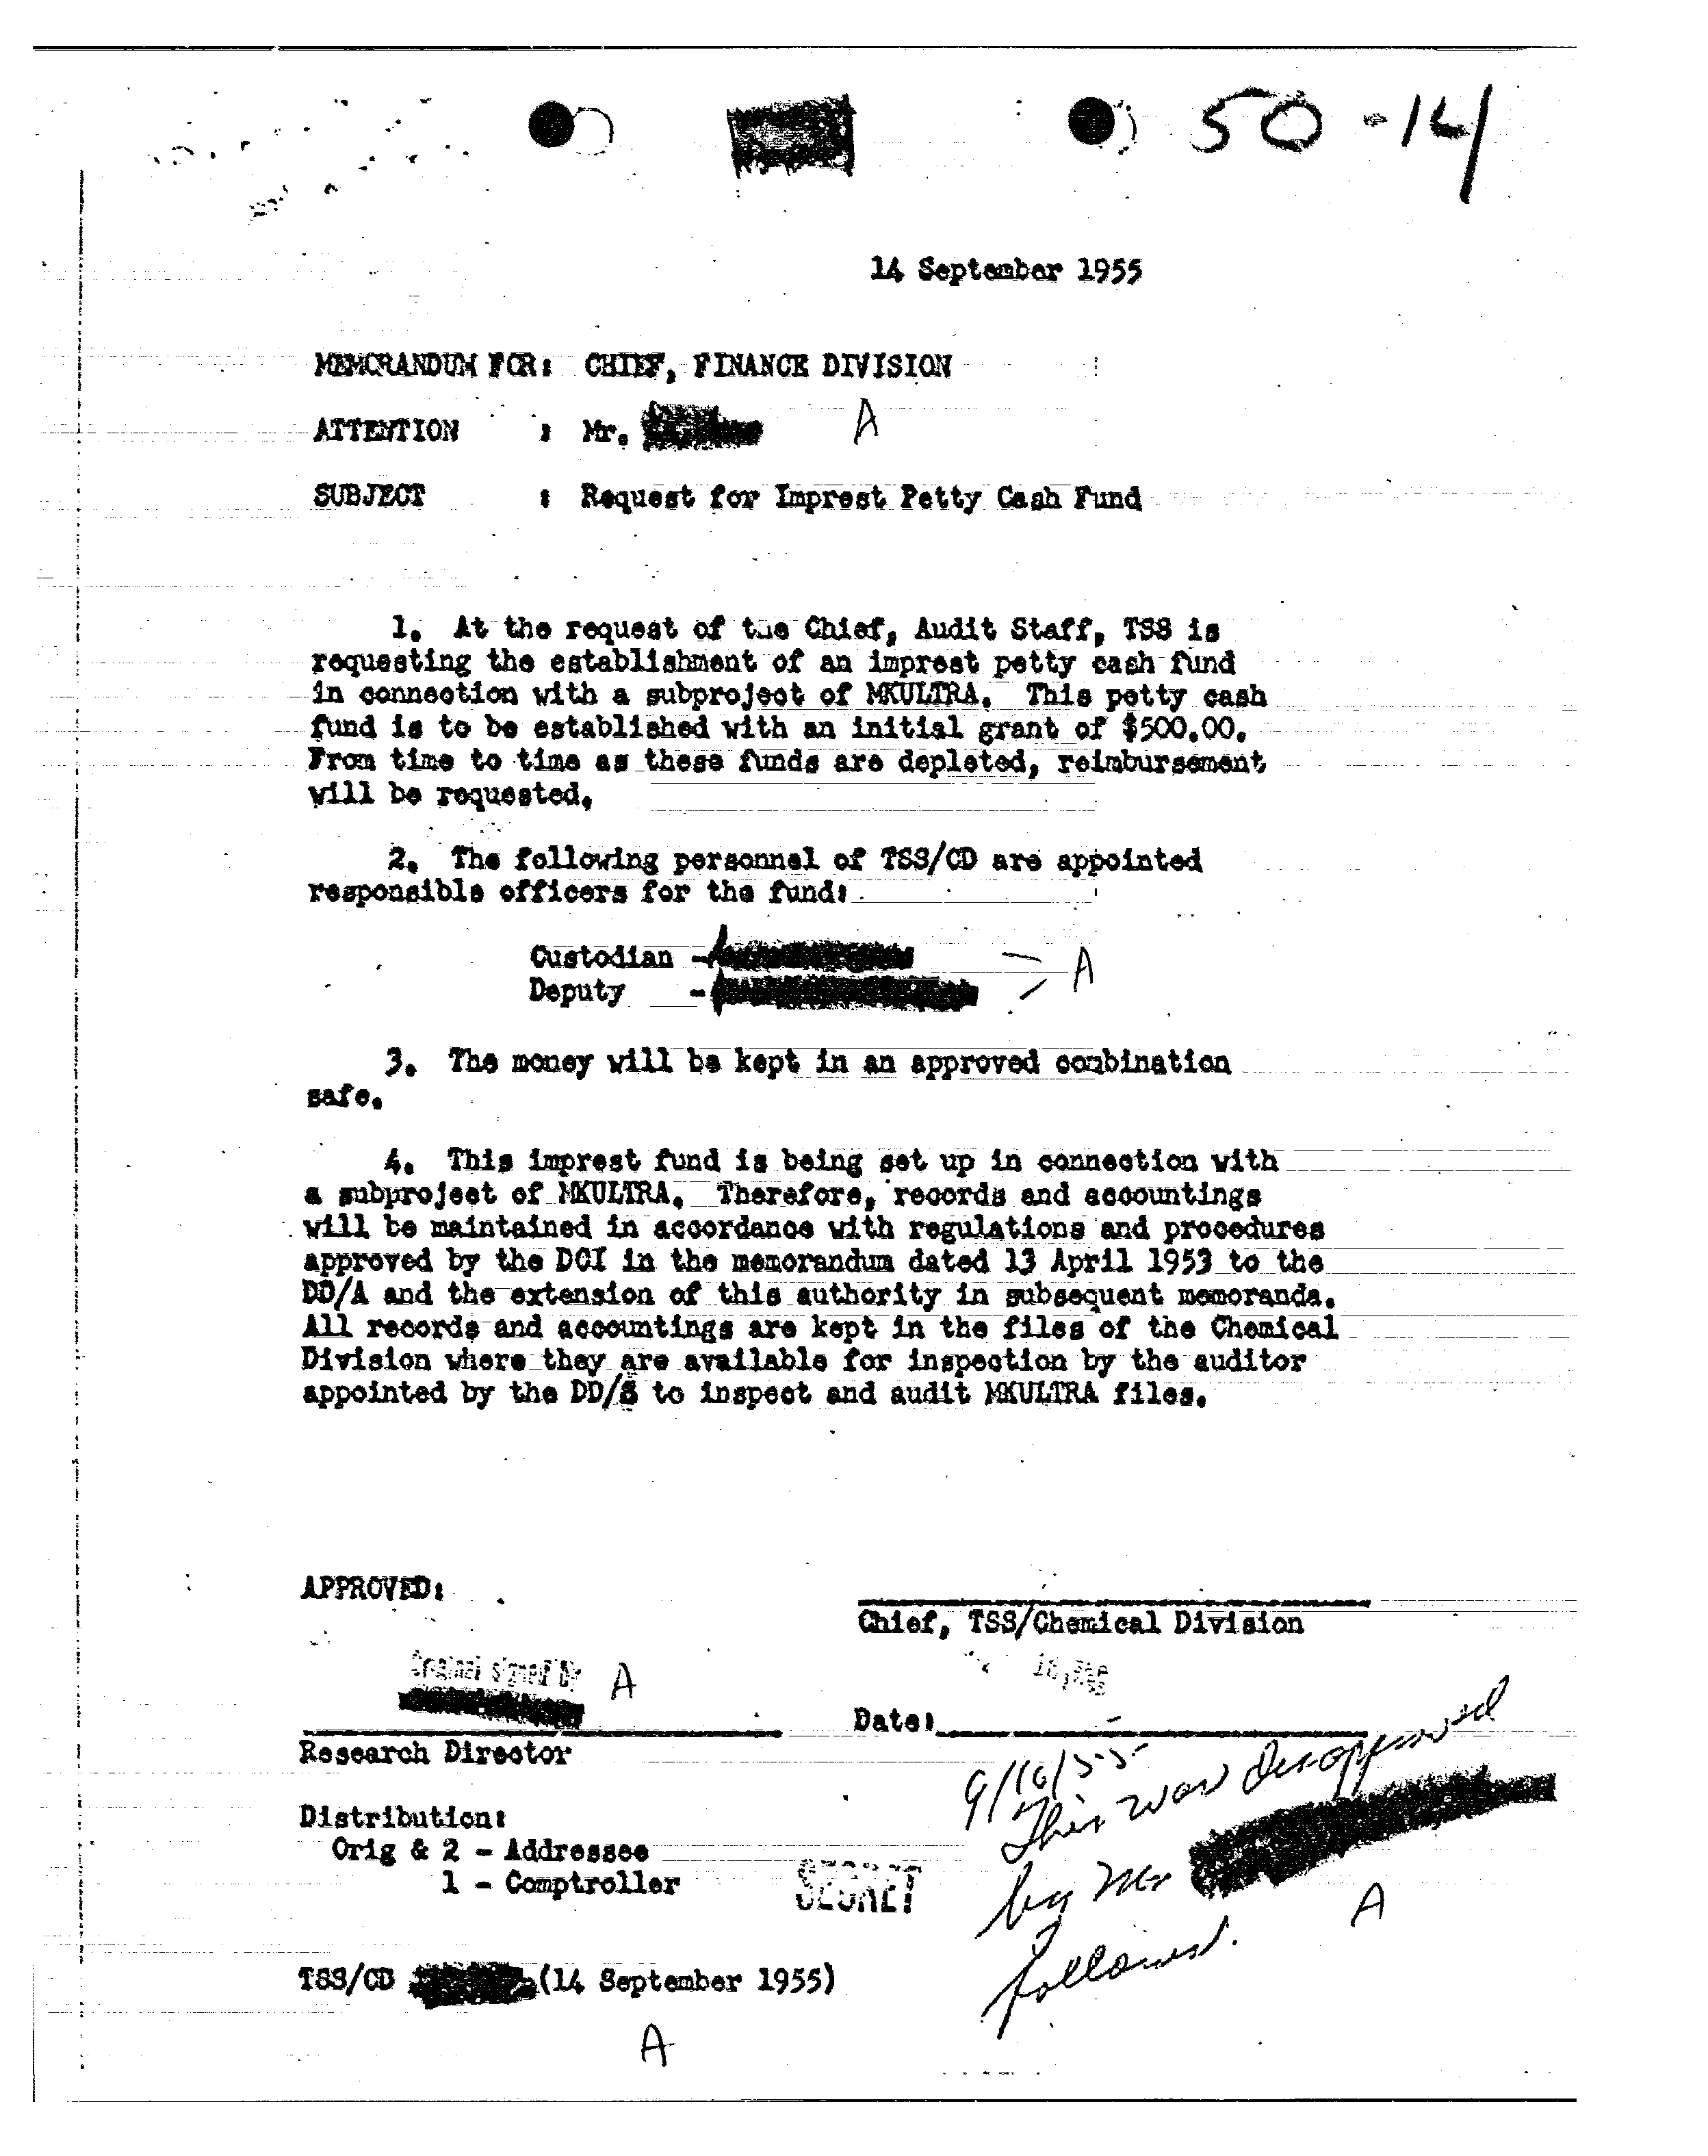 50-14
14 September 1955
MEMORANDUM FOR: CHIEF, FINANCE DIVISION
ATTENTION : Mr. A
SUBJECT : Request for Imprest Petty Cash Fund
1. At the request of the Chief, Audit Staff, TSS is
requesting the establishment of an imprest petty cash fund
in connection with a subproject of MKULTRA. This petty cash
fund is to be established with an initial grant of $500.00.
From time to time as these funds are depleted, reimbursement
will be requested.
2. The following personnel of TSS/CD are appointed
responsible officers for the fund:
Custodian -
Deputy - A
3. The money will be kept in an approved combination
safe.
4. This imprest fund is being set up in connection with
a subproject of MKULTRA. Therefore, records and accountings
will be maintained in accordance with regulations and procedures
approved by the DCI in the memorandum dated 13 April 1953 to the
DD/A and the extension of this authority in subsequent memoranda.
All records and accountings are kept in the files of the Chemical
Division where they are available for inspection by the auditor
appointed by the DD/S to inspect and audit MKULTRA files.
APPROVED:
Chief, TSS/Chemical Division
Original signed by A
Date:
Research Director
9/16/55
This was disapproved
by Mr
A
Distribution:
Orig & 2 - Addressee
1 - Comptroller
SECRET
TSS/CD (14 September 1955)
A